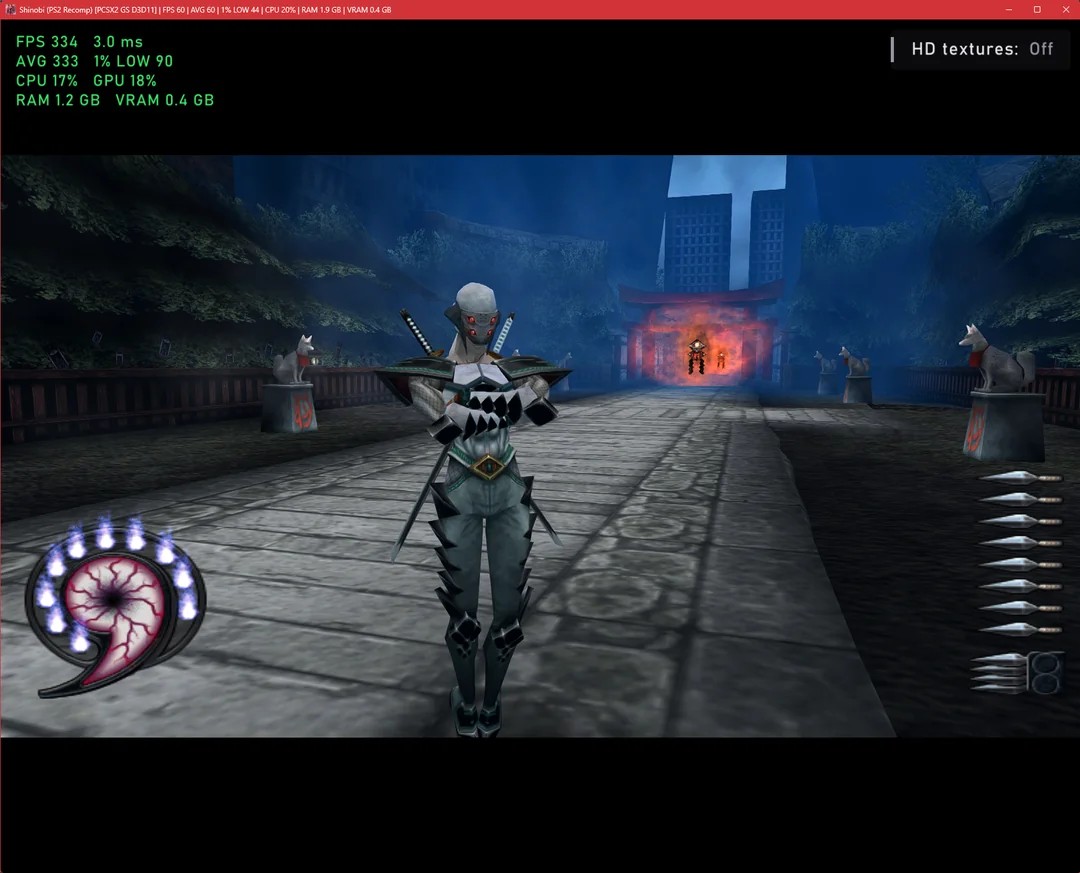 Shinobi (PS2 Recomp) [PCSX2 GS D3D11] | FPS 60 | AVG 60 | 1% LOW 44 | CPU 20% | RAM 1.9 GB | VRAM 0.4 GB
FPS 334 3.0 ms
AVG 333 1% LOW 90
CPU 17% GPU 18%
RAM 1.2 GB VRAM 0.4 GB
HD textures: Off